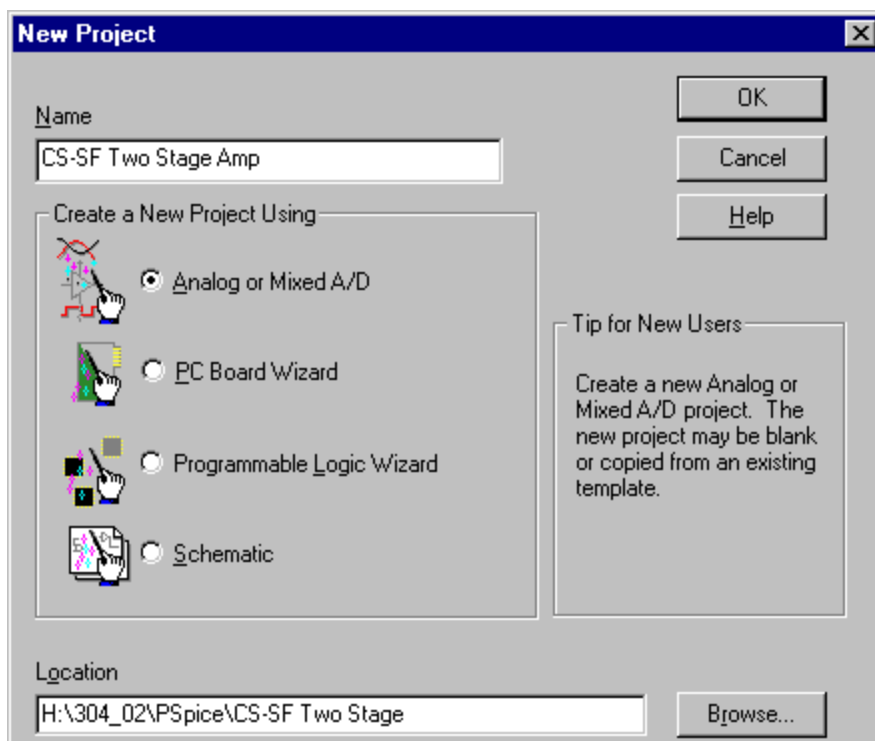 New Project
Name
CS-SF Two Stage Amp
OK
Cancel
Help
Create a New Project Using
Analog or Mixed A/D
PC Board Wizard
Programmable Logic Wizard
Schematic
Tip for New Users
Create a new Analog or
Mixed A/D project. The
new project may be blank
or copied from an existing
template.
Location
H:\304_02\PSpice\CS-SF Two Stage
Browse...